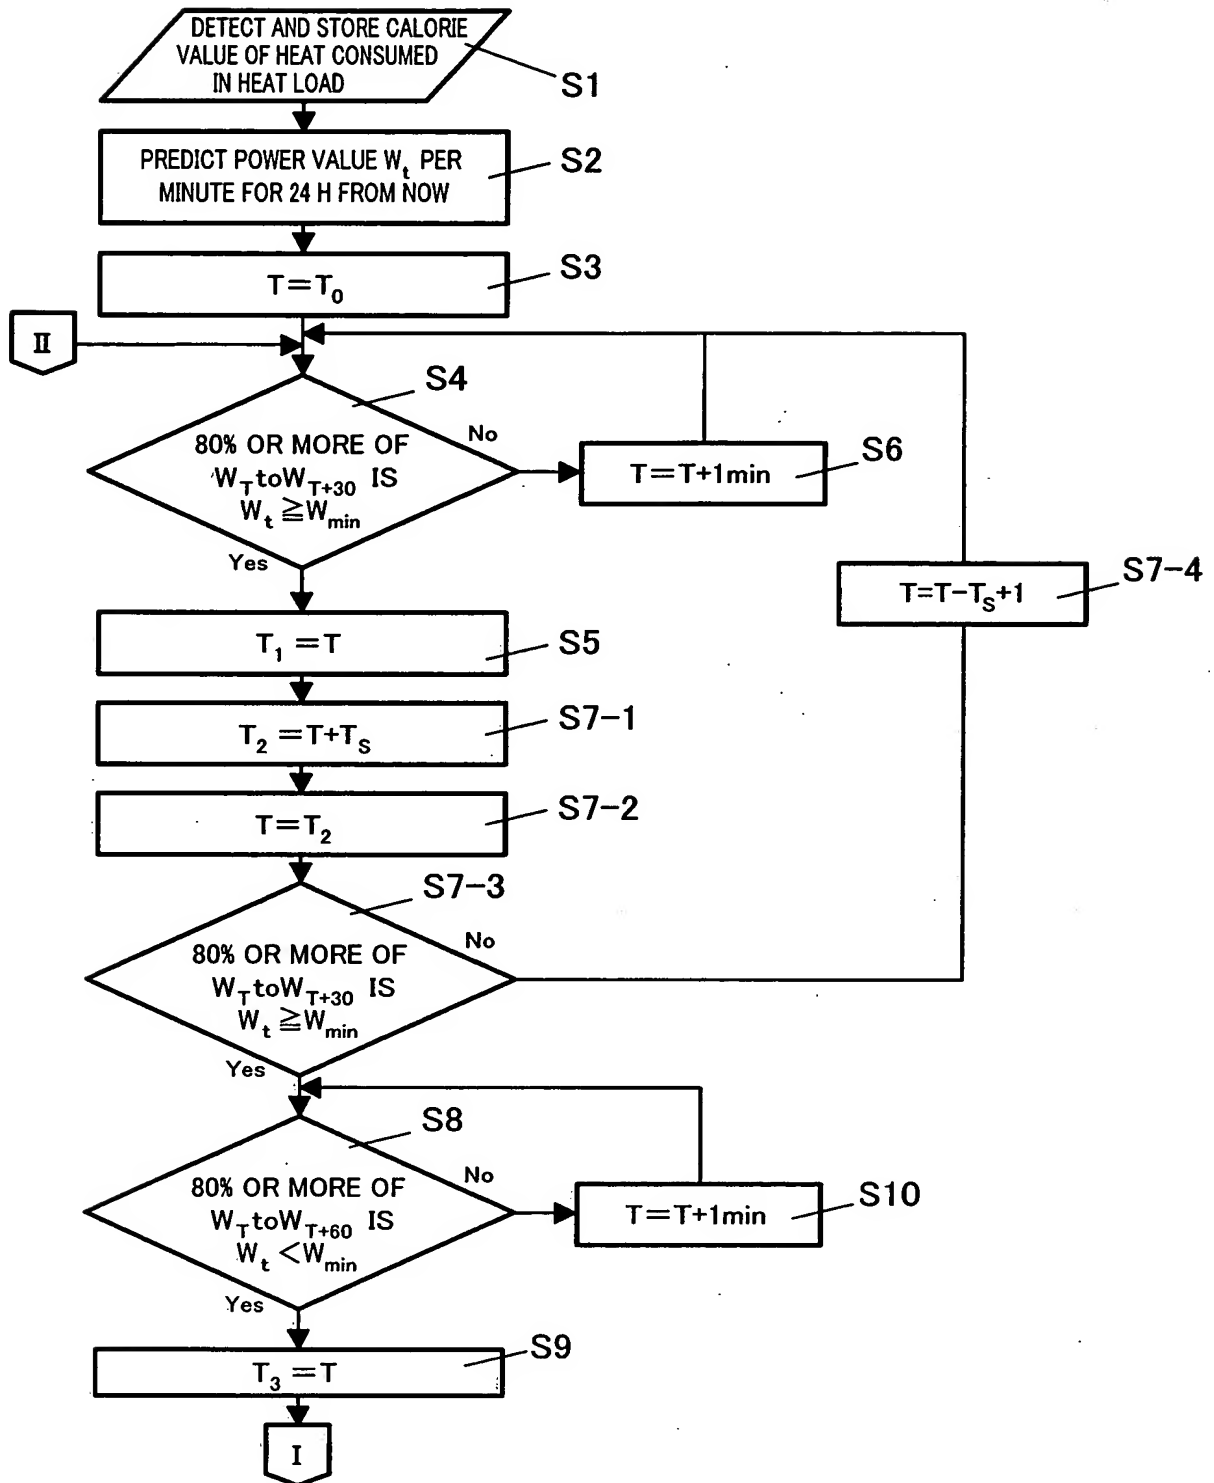 DETECT AND STORE CALORIE
VALUE OF HEAT CONSUMED
IN HEAT LOAD
S1
PREDICT POWER VALUE Wt PER
MINUTE FOR 24 H FROM NOW
S2
T=T0
S3
II
S4
80% OR MORE OF
WT to WT+30 IS
Wt ≧ Wmin
No
Yes
T=T+1min
S6
T=T-TS+1
S7-4
T1=T
S5
T2=T+TS
S7-1
T=T2
S7-2
S7-3
80% OR MORE OF
WT to WT+30 IS
Wt ≧ Wmin
No
Yes
S8
80% OR MORE OF
WT to WT+60 IS
Wt < Wmin
No
Yes
T=T+1min
S10
T3=T
S9
I